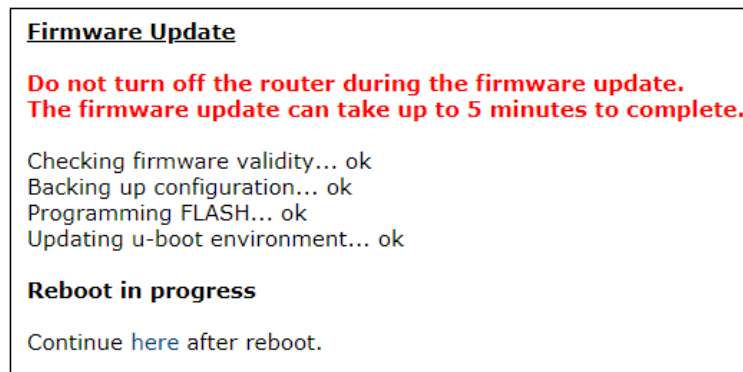 Firmware Update
Do not turn off the router during the firmware update.
The firmware update can take up to 5 minutes to complete.
Checking firmware validity... ok
Backing up configuration... ok
Programming FLASH... ok
Updating u-boot environment... ok
Reboot in progress
Continue here after reboot.